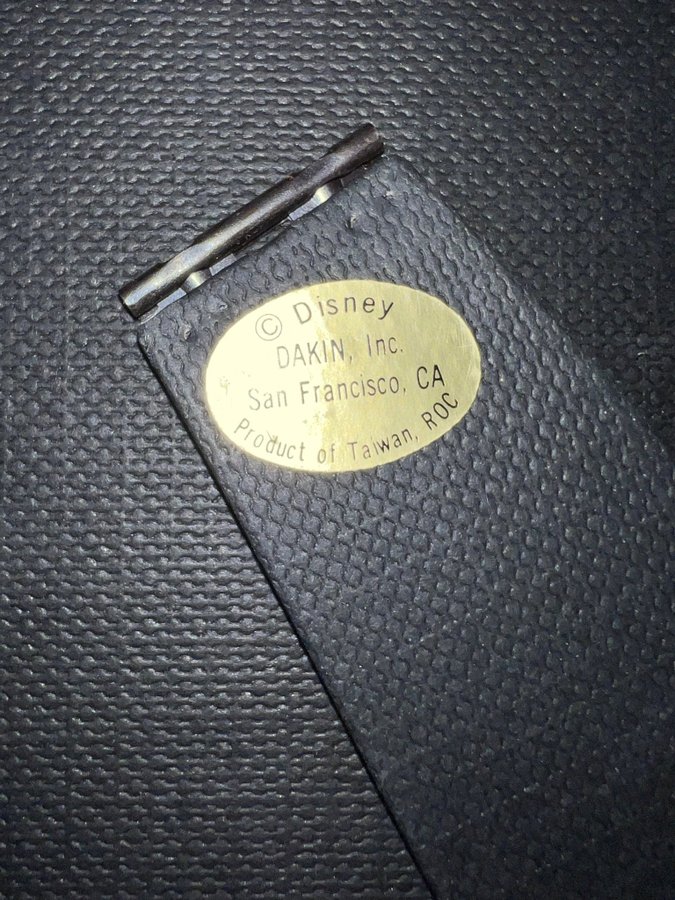 © Disney
DAKIN, Inc.
San Francisco, CA
Product of Taiwan, ROC